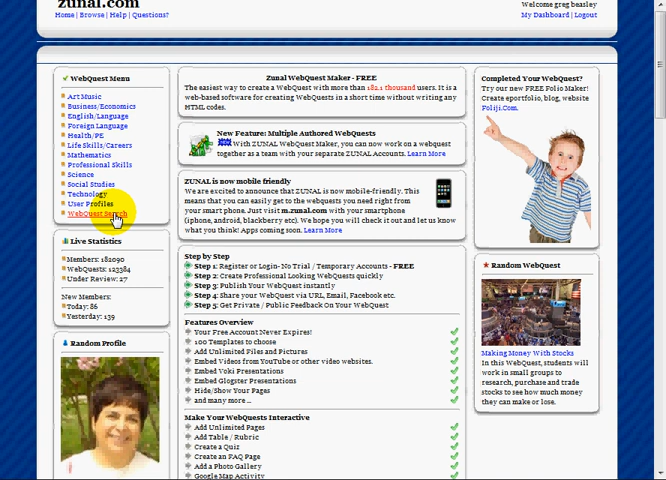 zunal.com
Home | Browse | Help | Questions?
Welcome greg beasley
My Dashboard | Logout
WebQuest Menu
Art Music
Business/Economics
English/Language
Foreign Language
Health/PE
Life Skills/Careers
Mathematics
Professional Skills
Science
Social Studies
Technology
User Profiles
WebQuest Search
Live Statistics
Members: 182090
WebQuests: 123384
Under Review: 27
New Members:
Today: 86
Yesterday: 139
Random Profile
Zunal WebQuest Maker - FREE
The easiest way to create a WebQuest with more than 182.1 thousand users. It is a
web-based software for creating WebQuests in a short time without writing any
HTML codes.
New Feature: Multiple Authored WebQuests
With ZUNAL WebQuest Maker, you can now work on a webquest
together as a team with your separate ZUNAL Accounts. Learn More
ZUNAL is now mobile friendly
We are excited to announce that ZUNAL is now mobile-friendly. This
means that you can easily get to the webquests you need right from
your smart phone. Just visit m.zunal.com with your smartphone
(iphone, android, blackberry etc). We hope you will check it out and let us know
what you think! Apps coming soon. Learn More
Step by Step
Step 1: Register or Login- No Trial / Temporary Accounts - FREE
Step 2: Create Professional Looking WebQuests quickly
Step 3: Publish Your WebQuest instantly
Step 4: Share your WebQuest via URL, Email, Facebook etc.
Step 5: Get Private / Public Feedback On Your WebQuest
Features Overview
Your Free Account Never Expires!
100 Templates to choose
Add Unlimited Files and Pictures
Embed Videos from YouTube or other video websites.
Embed Voki Presentations
Embed Glogster Presentations
Hide/Show Your Pages
and many more ...
Make Your WebQuests Interactive
Add Unlimited Pages
Add Table / Rubric
Create a Quiz
Create an FAQ Page
Add a Photo Gallery
Google Map Activity
Completed Your WebQuest?
Try our new FREE Folio Maker!
Create eportfolio, blog, website
Foliji.Com.
Random WebQuest
Making Money With Stocks
In this WebQuest, students will
work in small groups to
research, purchase and trade
stocks to see how much money
they can make or lose.